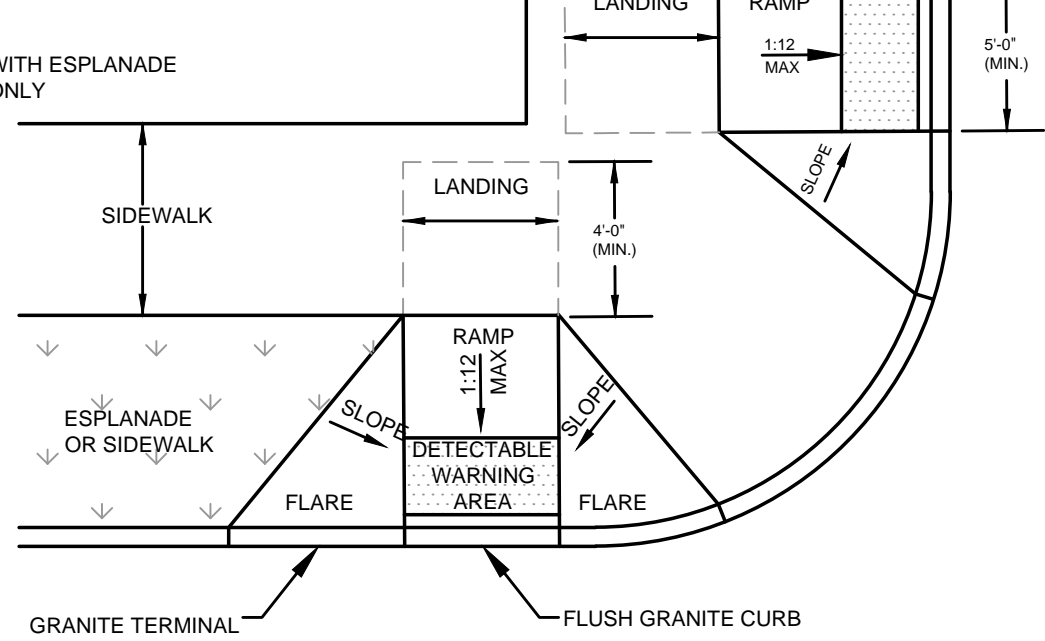 LANDING
RAMP
1:12
MAX
5'-0"
(MIN.)
WITH ESPLANADE
ONLY
SLOPE
SIDEWALK
LANDING
4'-0"
(MIN.)
RAMP
1:12
MAX
SLOPE
SLOPE
ESPLANADE
OR SIDEWALK
DETECTABLE
WARNING
AREA
FLARE
FLARE
GRANITE TERMINAL
FLUSH GRANITE CURB